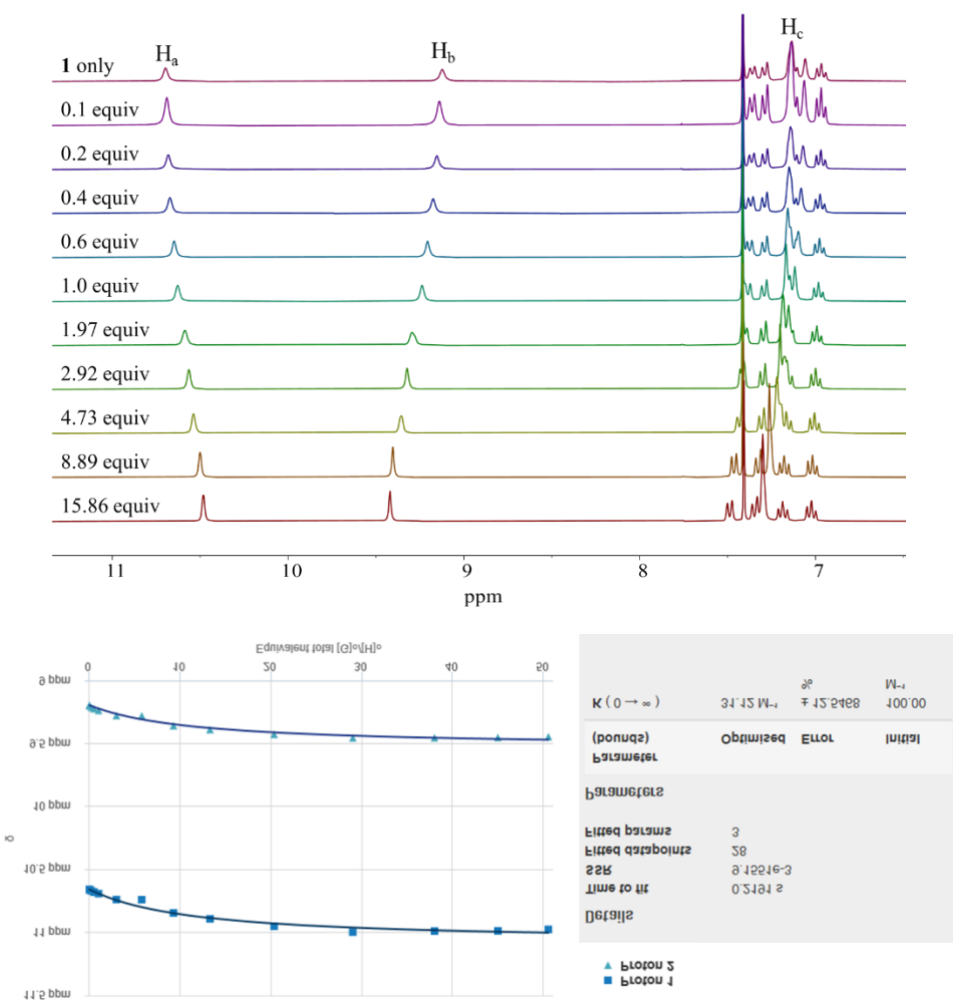 H_a
H_b
H_c
1 only
0.1 equiv
0.2 equiv
0.4 equiv
0.6 equiv
1.0 equiv
1.97 equiv
2.92 equiv
4.73 equiv
8.89 equiv
15.86 equiv
11 10 9 8 7
ppm
Equivalent total [G]₀/[H]₀
0 10 20 30 40 50
9 ppm
9.5 ppm
10 ppm
δ
10.5 ppm
11 ppm
11.5 ppm
K ( 0 → ∞ ) 31.12 M⁻¹ ± 12.5468 % 100.00 M⁻¹
Parameter (bounds) Optimised Error Initial
Parameters
Fitted params 3
Fitted datapoints 28
SSR 9.1551e-3
Time to fit 0.2191 s
Details
Proton 2
Proton 1